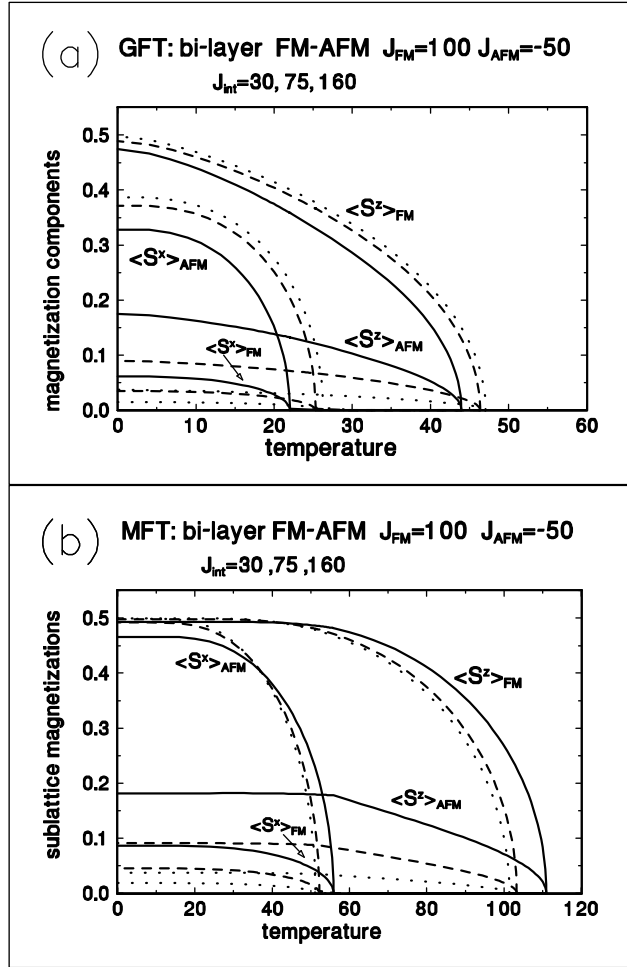 (a) GFT: bi-layer FM-AFM J_FM=100 J_AFM=-50
J_int=30, 75, 160
magnetization components
0.5
0.4
0.3
0.2
0.1
0.0
<S^z>_FM
<S^x>_AFM
<S^z>_AFM
<S^x>_FM
0 10 20 30 40 50 60
temperature
(b) MFT: bi-layer FM-AFM J_FM=100 J_AFM=-50
J_int=30 ,75, 160
sublattice magnetizations
0.5
0.4
0.3
0.2
0.1
0.0
<S^x>_AFM
<S^z>_FM
<S^z>_AFM
<S^x>_FM
0 20 40 60 80 100 120
temperature